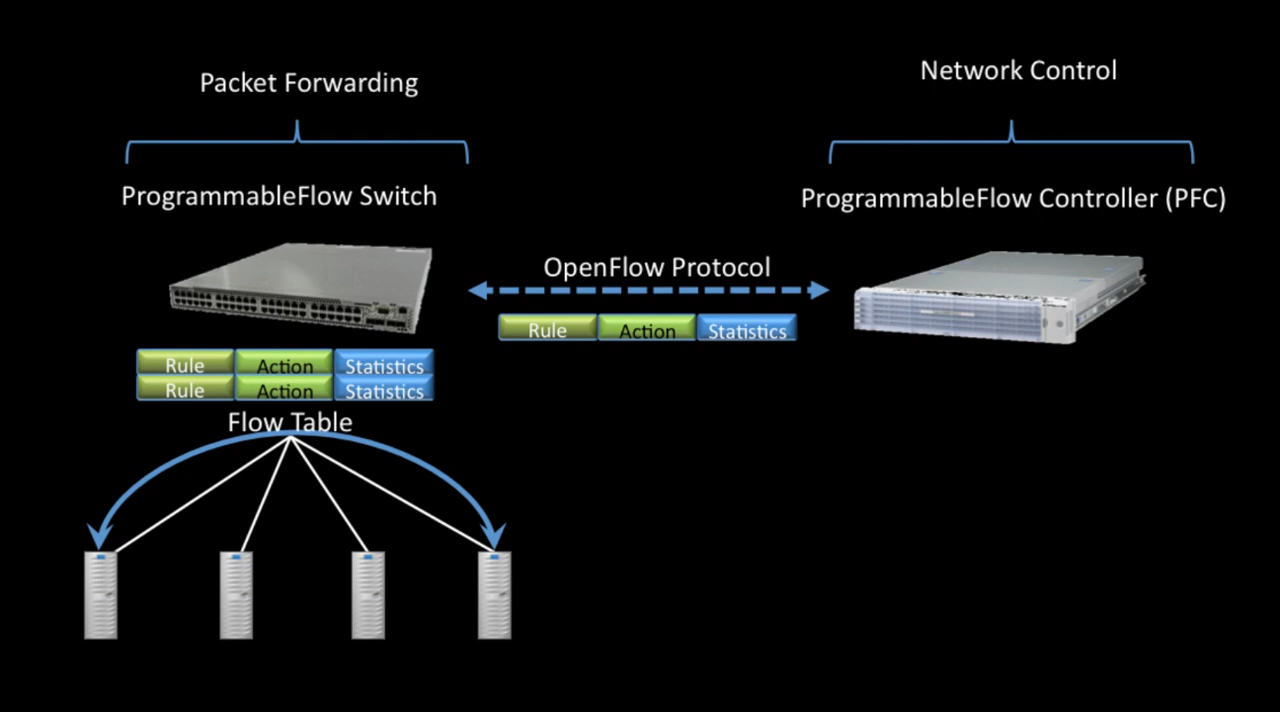 Packet Forwarding
Network Control
ProgrammableFlow Switch
ProgrammableFlow Controller (PFC)
OpenFlow Protocol
Rule Action Statistics
Rule Action Statistics
Rule Action Statistics
Flow Table